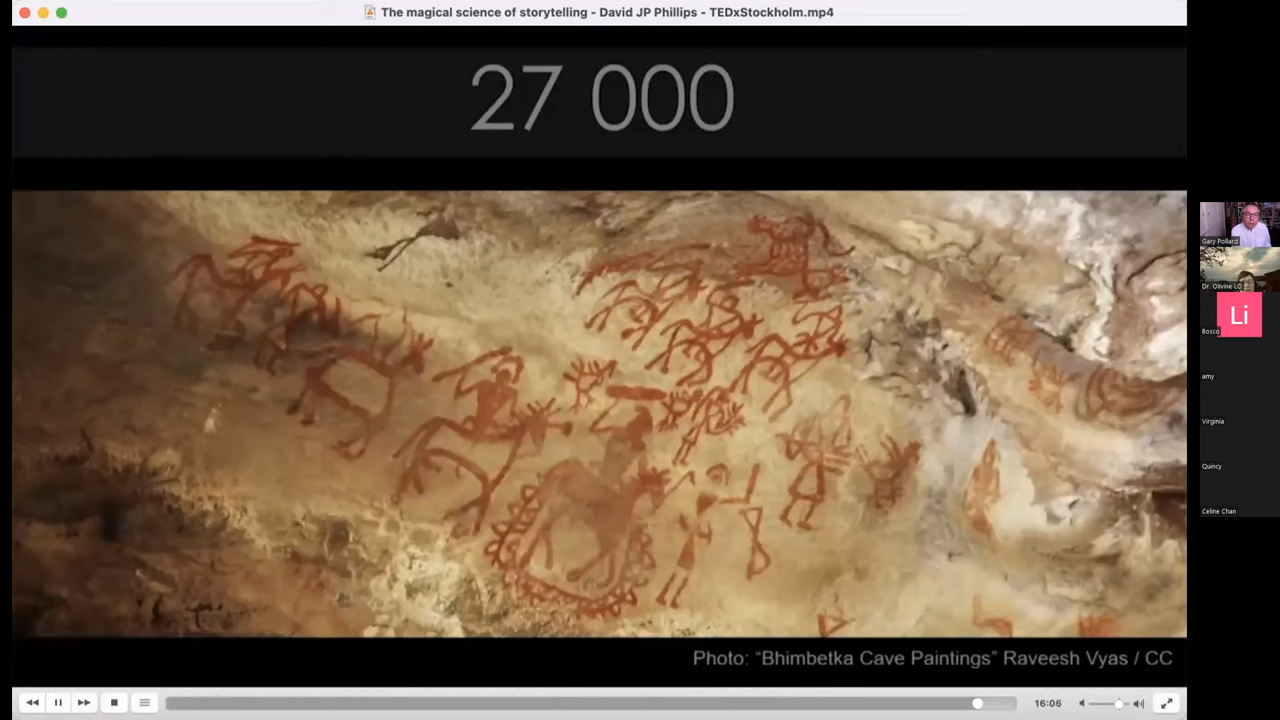 The magical science of storytelling - David JP Phillips - TEDxStockholm.mp4
27 000
Photo: "Bhimbetka Cave Paintings" Raveesh Vyas / CC
16:06
Gary Pollard
Dr. Olivine LO
Li
Bosco
amy
Virginia
Quincy
Celine Chan